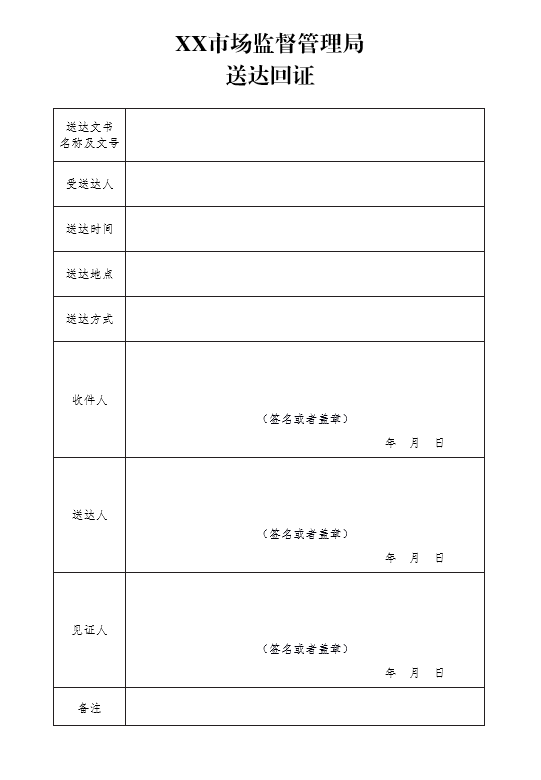 XX市场监督管理局
送达回证
送达文书
名称及文号
受送达人
送达时间
送达地点
送达方式
收件人
（签名或者盖章）
年 月 日
送达人
（签名或者盖章）
年 月 日
见证人
（签名或者盖章）
年 月 日
备注